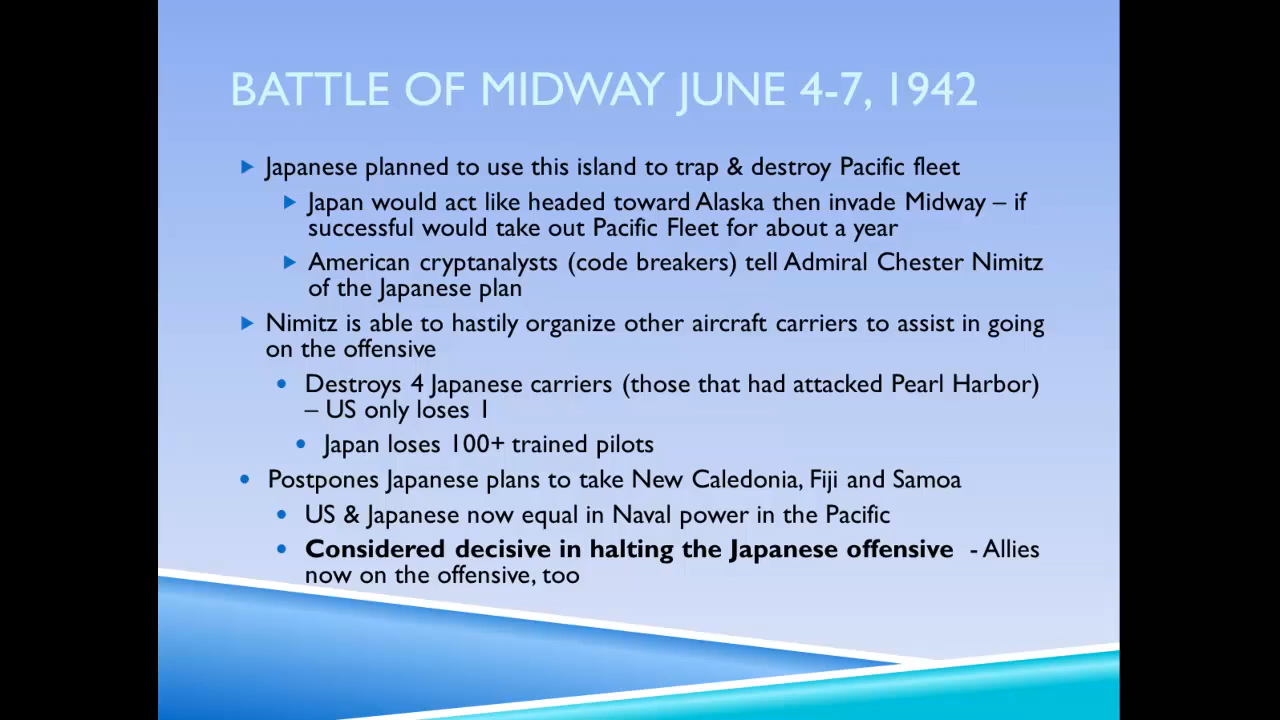 BATTLE OF MIDWAY JUNE 4-7, 1942
Japanese planned to use this island to trap & destroy Pacific fleet
Japan would act like headed toward Alaska then invade Midway – if
successful would take out Pacific Fleet for about a year
American cryptanalysts (code breakers) tell Admiral Chester Nimitz
of the Japanese plan
Nimitz is able to hastily organize other aircraft carriers to assist in going
on the offensive
Destroys 4 Japanese carriers (those that had attacked Pearl Harbor)
– US only loses 1
Japan loses 100+ trained pilots
Postpones Japanese plans to take New Caledonia, Fiji and Samoa
US & Japanese now equal in Naval power in the Pacific
Considered decisive in halting the Japanese offensive - Allies
now on the offensive, too